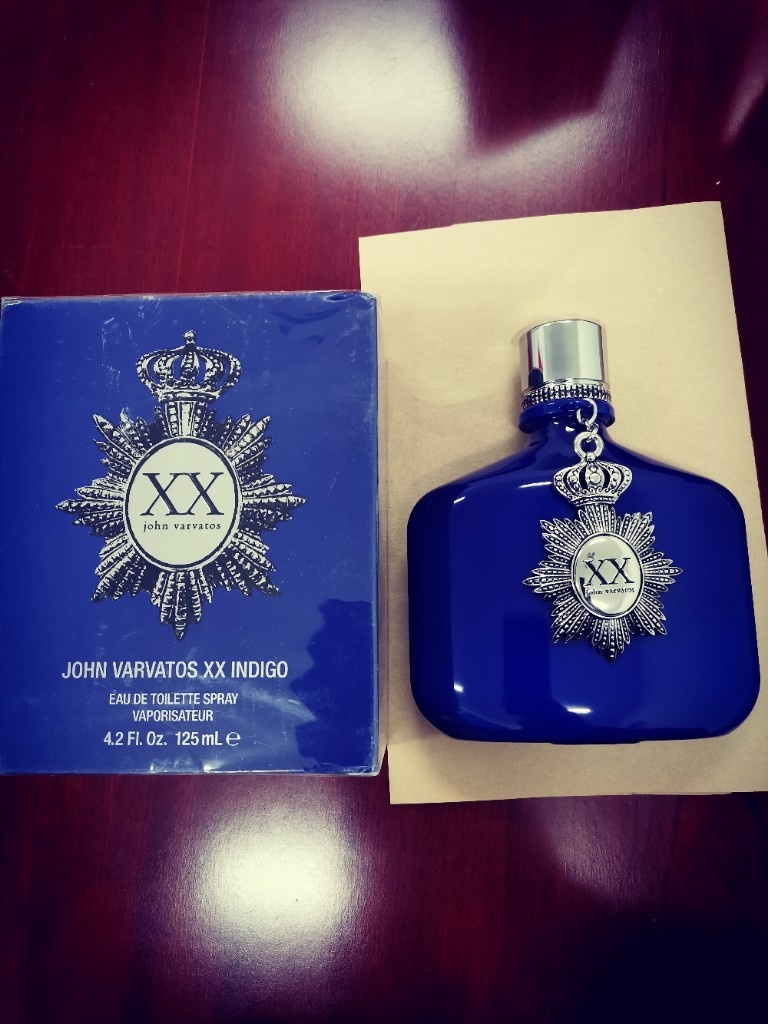 XX
john varvatos
JOHN VARVATOS XX INDIGO
EAU DE TOILETTE SPRAY
VAPORISATEUR
4.2 Fl. Oz. 125 mL e
XX
john varvatos